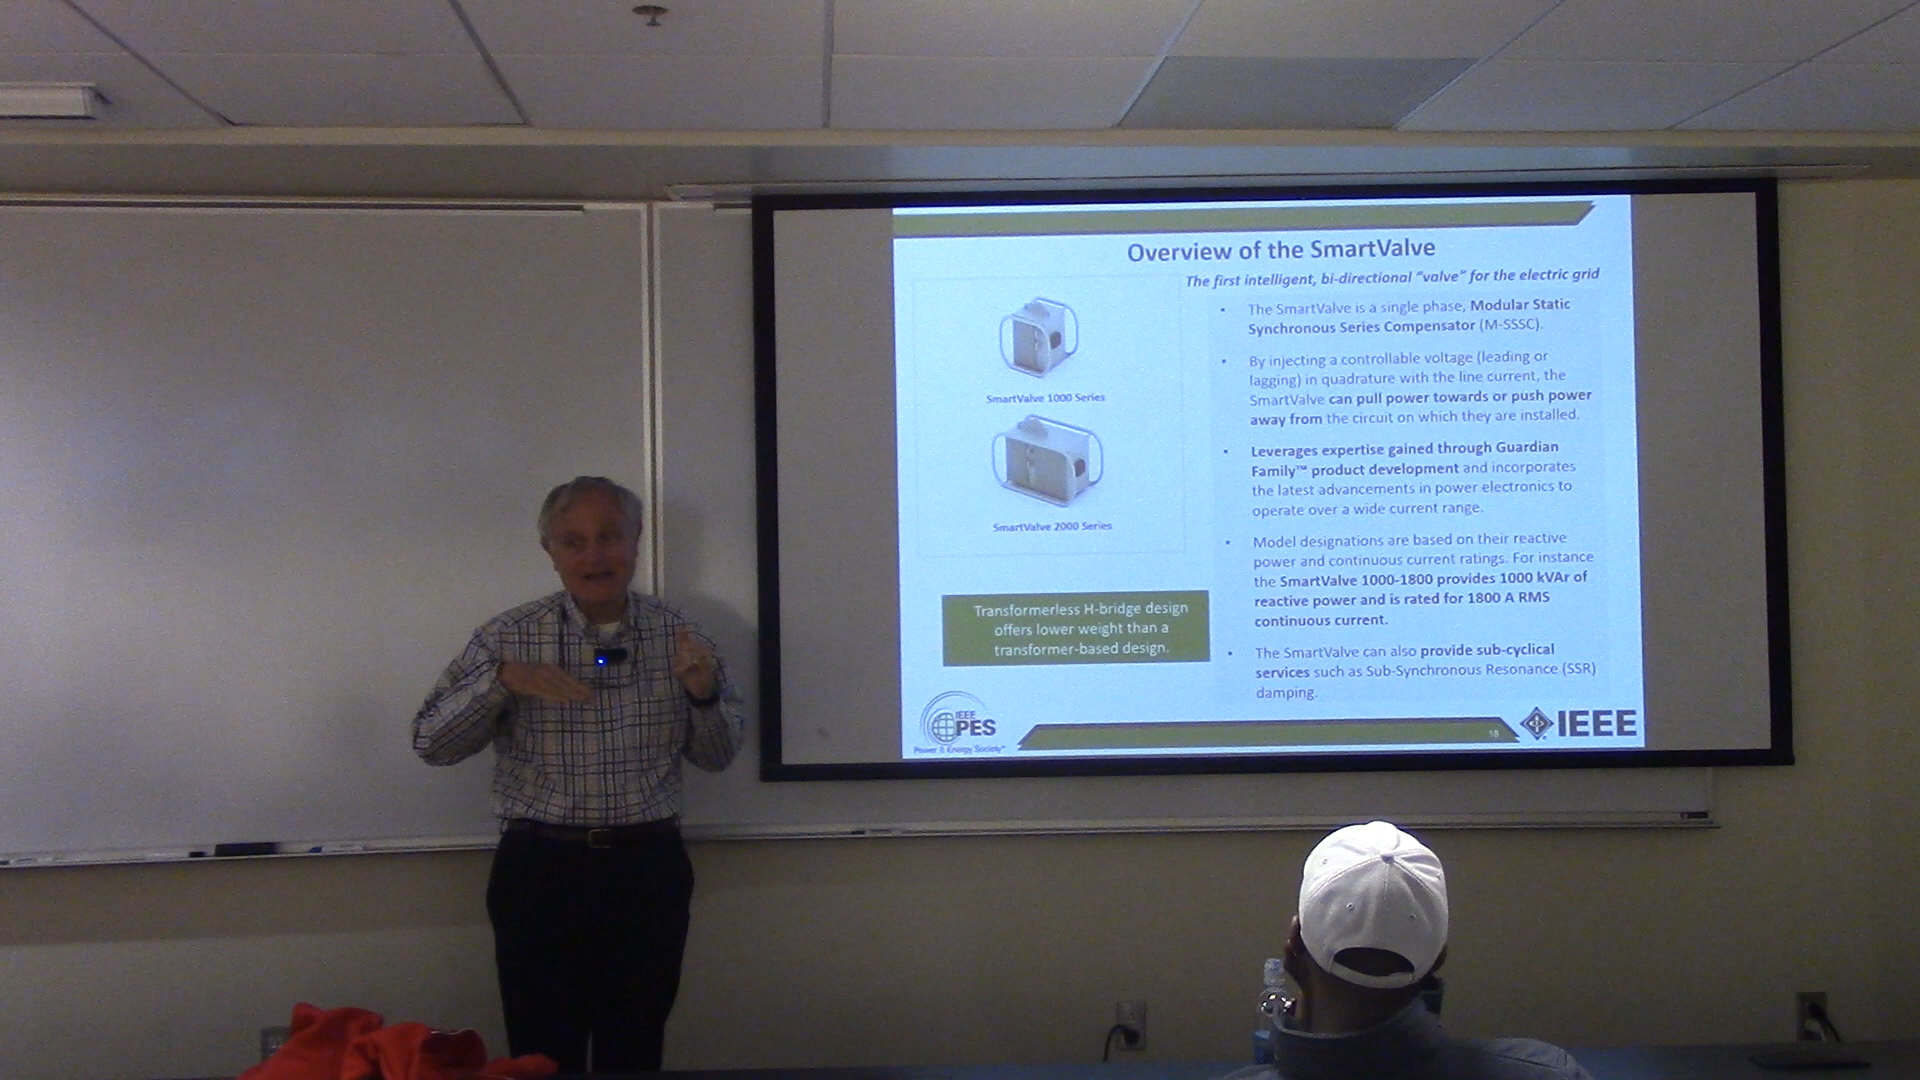 Overview of the SmartValve
The first intelligent, bi-directional “valve” for the electric grid
SmartValve 1000 Series
SmartValve 2000 Series
Transformerless H-bridge design
offers lower weight than a
transformer-based design.
• The SmartValve is a single phase, Modular Static
Synchronous Series Compensator (M-SSSC).
• By injecting a controllable voltage (leading or
lagging) in quadrature with the line current, the
SmartValve can pull power towards or push power
away from the circuit on which they are installed.
• Leverages expertise gained through Guardian
Family™ product development and incorporates
the latest advancements in power electronics to
operate over a wide current range.
• Model designations are based on their reactive
power and continuous current ratings. For instance
the SmartValve 1000-1800 provides 1000 kVAr of
reactive power and is rated for 1800 A RMS
continuous current.
• The SmartValve can also provide sub-cyclical
services such as Sub-Synchronous Resonance (SSR)
damping.
IEEE
PES
Power & Energy Society®
18
IEEE